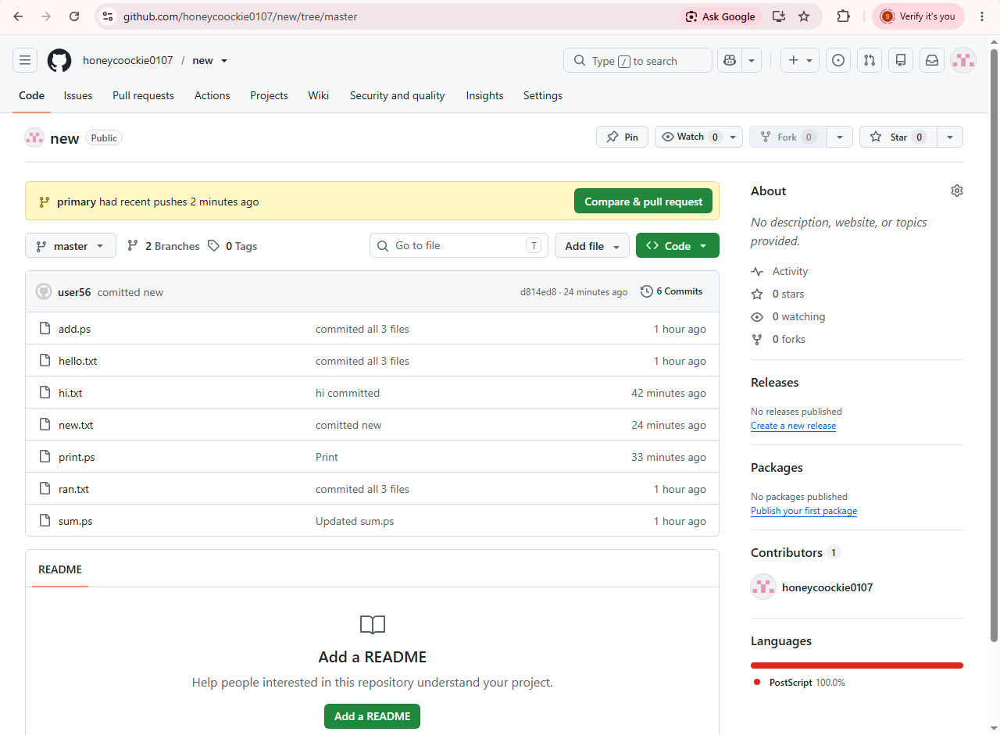 github.com/honeycoockie0107/new/tree/master
Ask Google
S
Verify it's you
honeycoockie0107 / new
Type / to search
Code Issues Pull requests Actions Projects Wiki Security and quality Insights Settings
new Public
Pin Watch 0 Fork 0 Star 0
primary had recent pushes 2 minutes ago
Compare & pull request
master 2 Branches 0 Tags
Go to file T
Add file
Code
user56 comitted new d814ed8 · 24 minutes ago 6 Commits
add.ps commited all 3 files 1 hour ago
hello.txt commited all 3 files 1 hour ago
hi.txt hi committed 42 minutes ago
new.txt comitted new 24 minutes ago
print.ps Print 33 minutes ago
ran.txt commited all 3 files 1 hour ago
sum.ps Updated sum.ps 1 hour ago
README
Add a README
Help people interested in this repository understand your project.
Add a README
About
No description, website, or topics
provided.
Activity
0 stars
0 watching
0 forks
Releases
No releases published
Create a new release
Packages
No packages published
Publish your first package
Contributors 1
honeycoockie0107
Languages
PostScript 100.0%